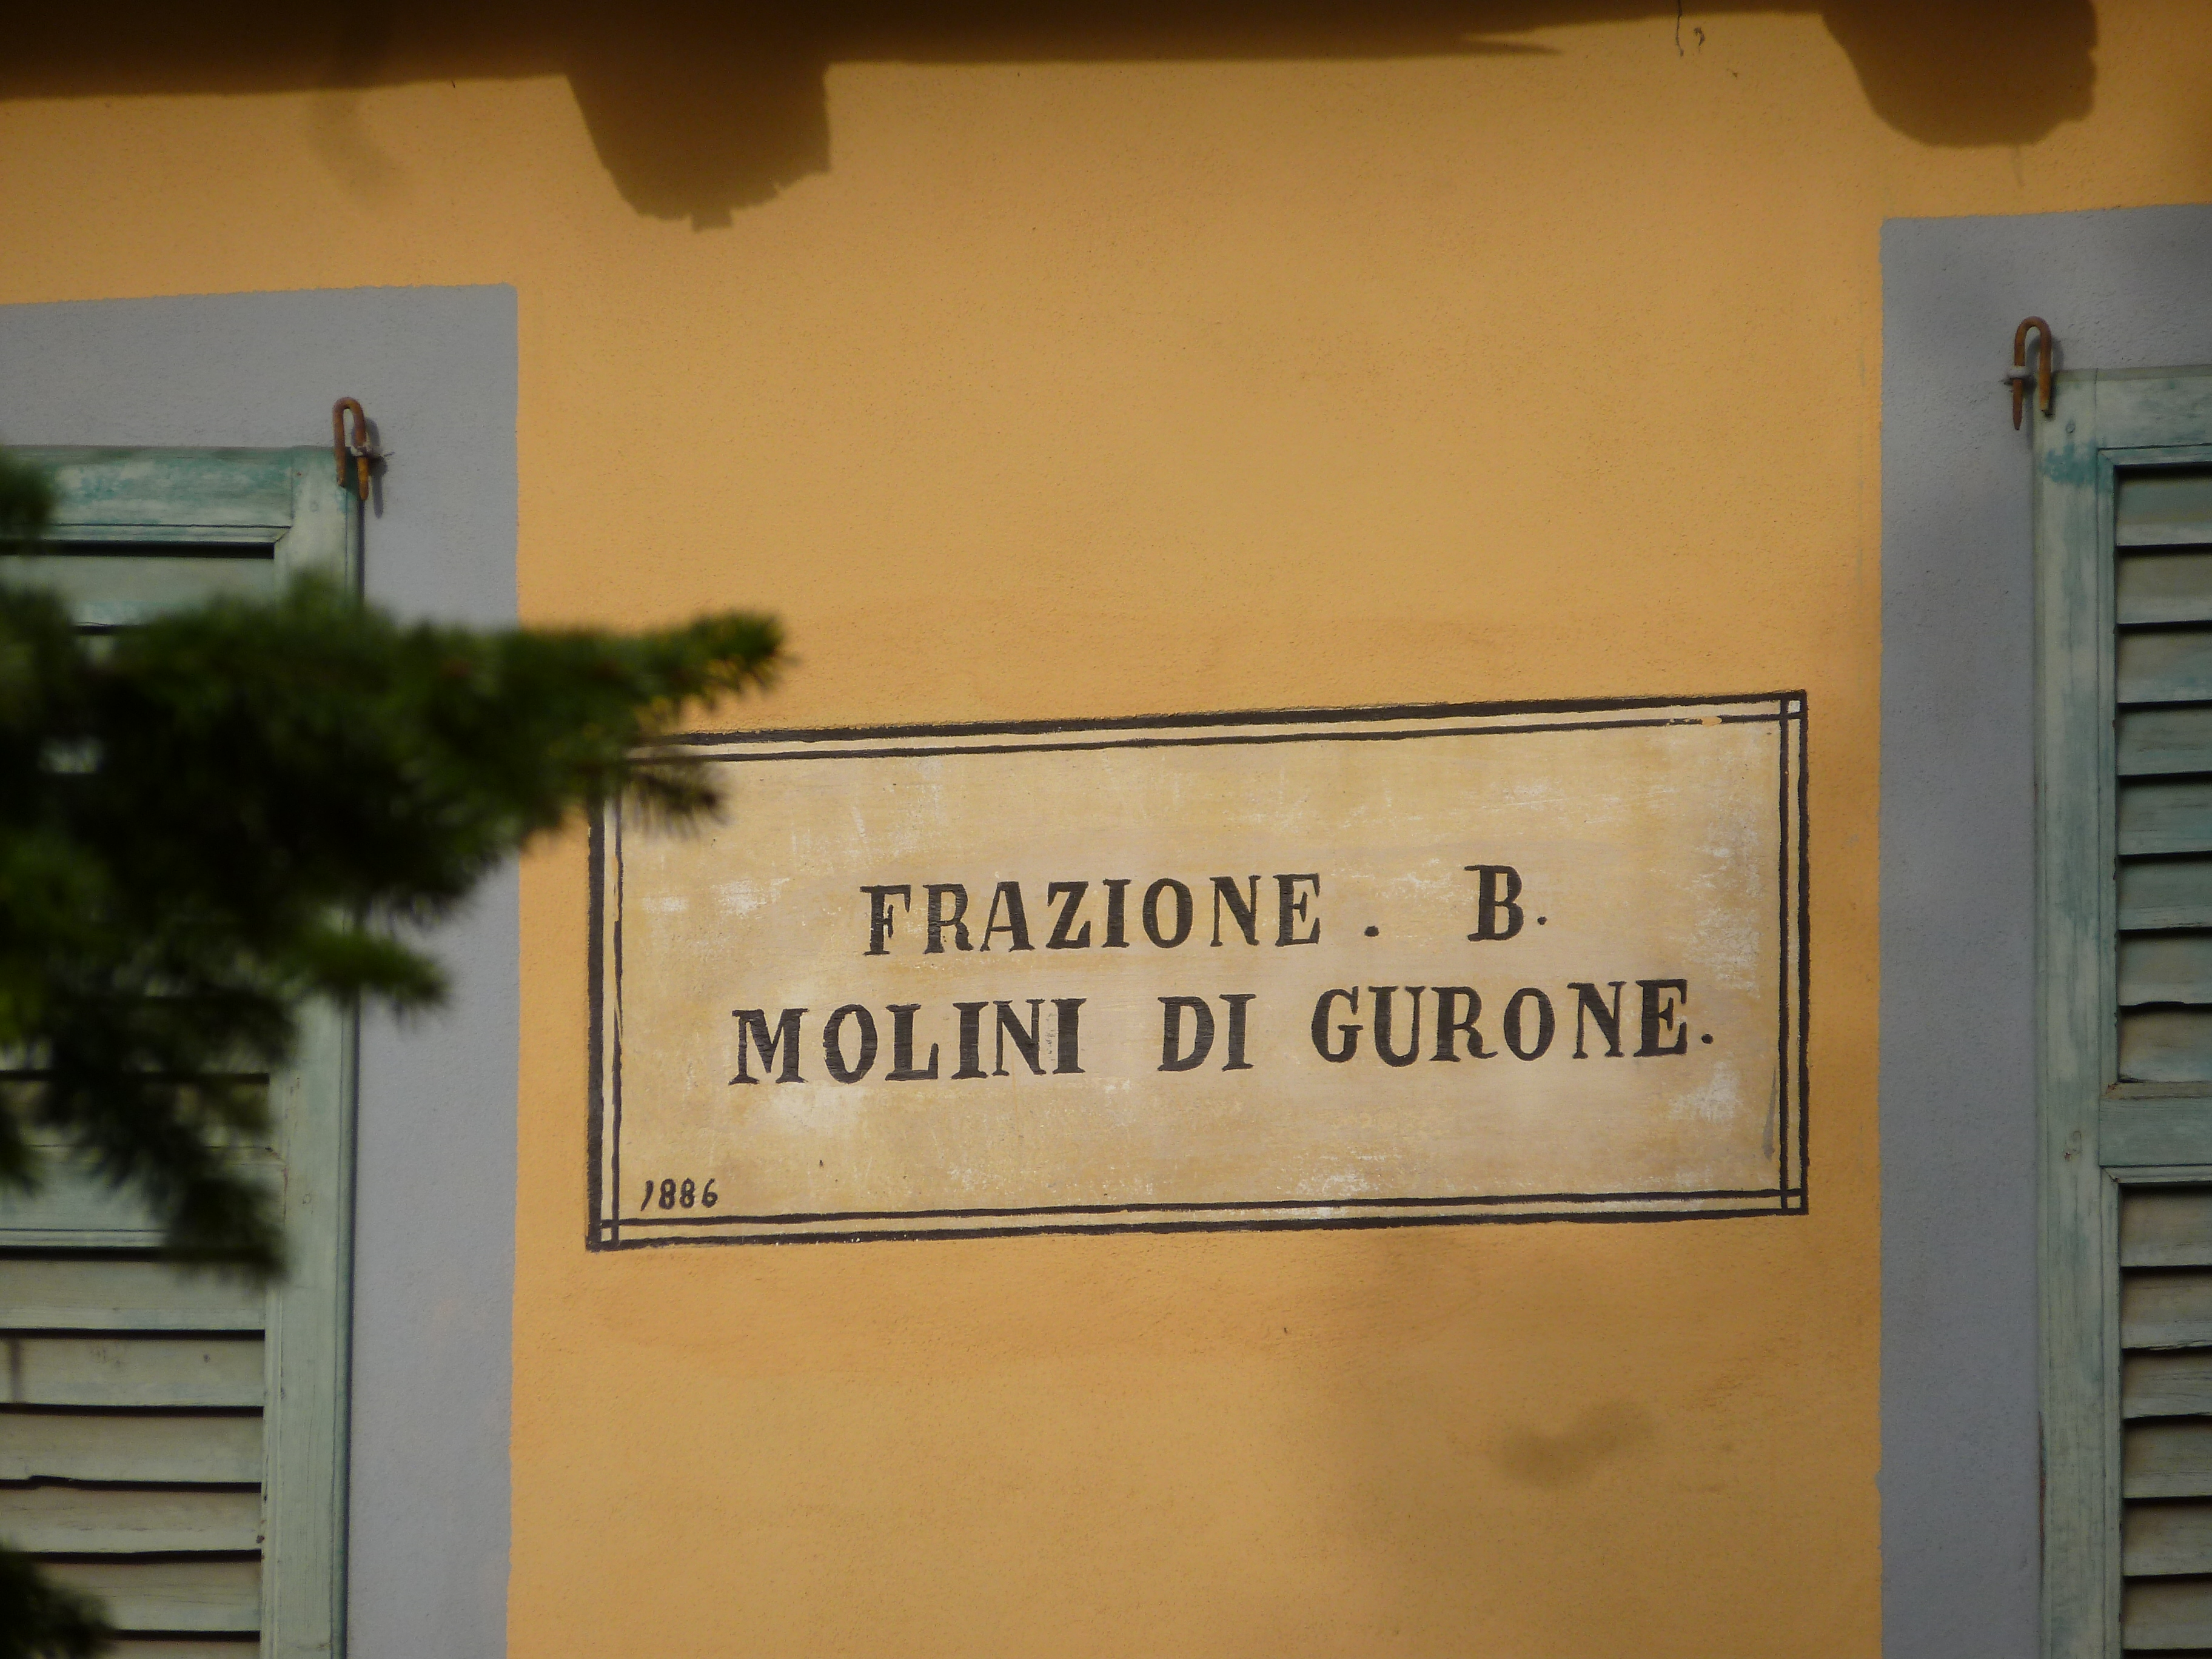 FRAZIONE . B.
MOLINI DI GURONE.
1886